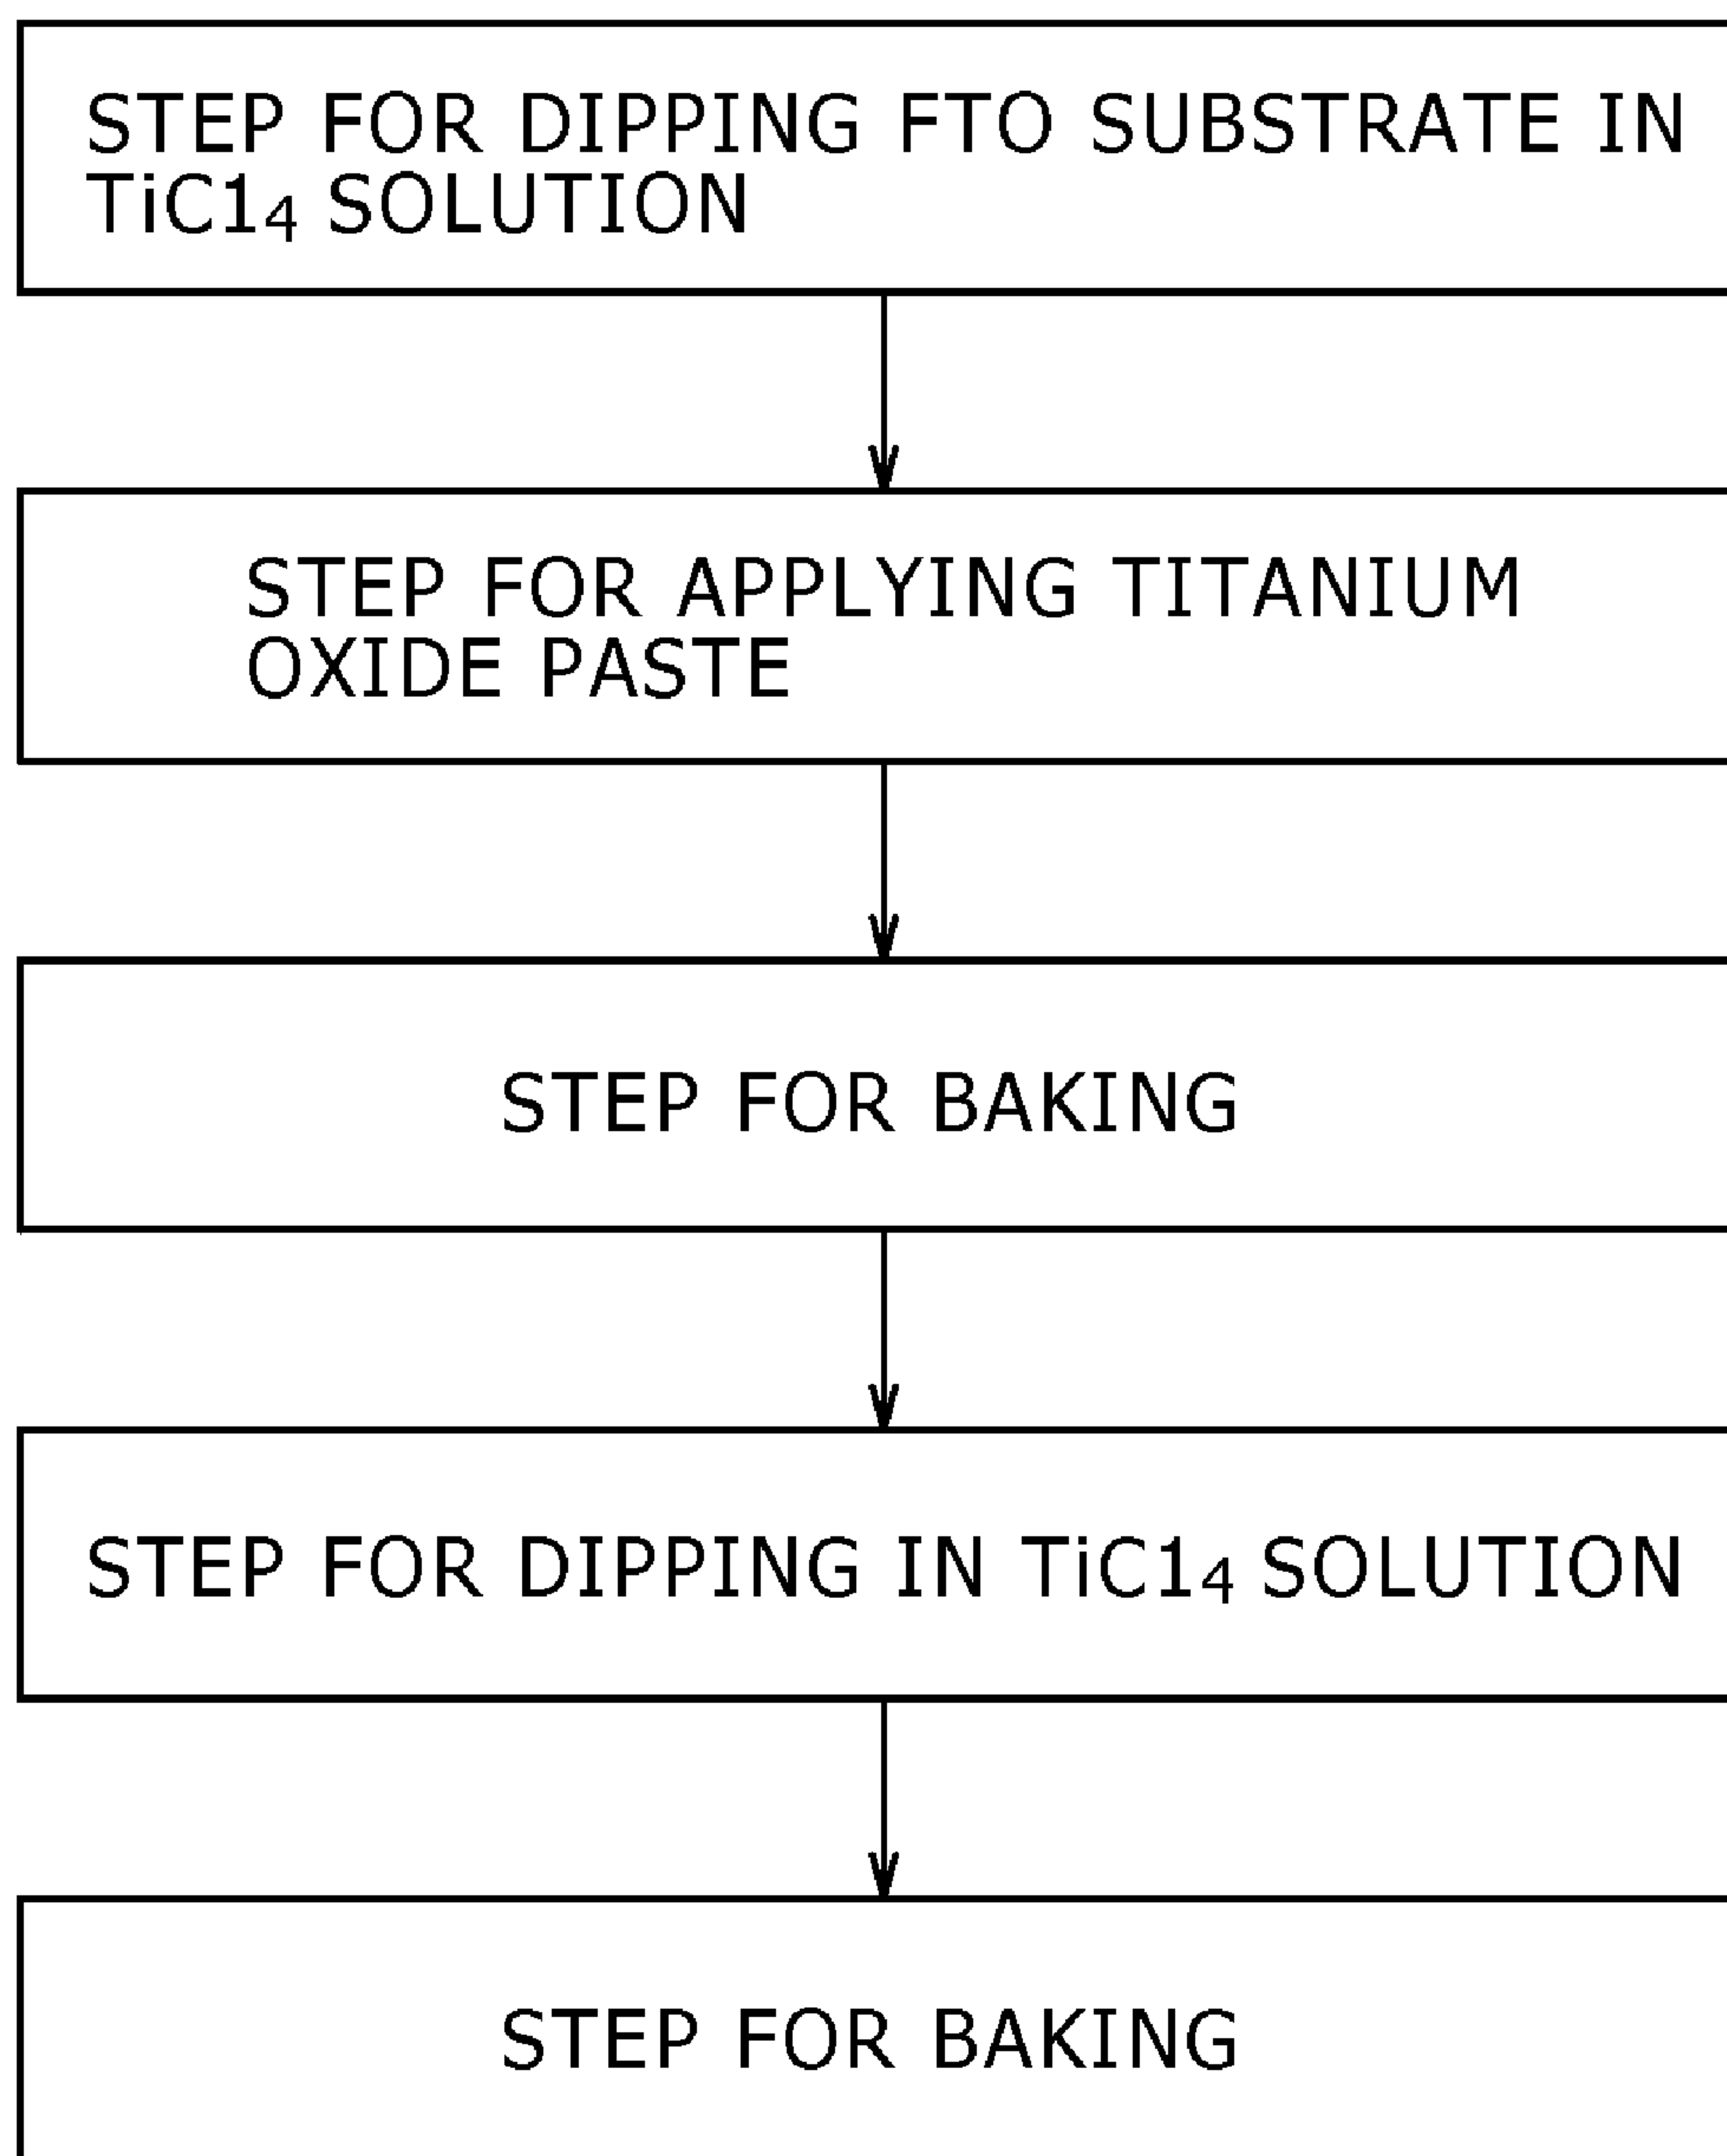 STEP FOR DIPPING FTO SUBSTRATE IN
TiC1₄ SOLUTION
STEP FOR APPLYING TITANIUM
OXIDE PASTE
STEP FOR BAKING
STEP FOR DIPPING IN TiC1₄ SOLUTION
STEP FOR BAKING